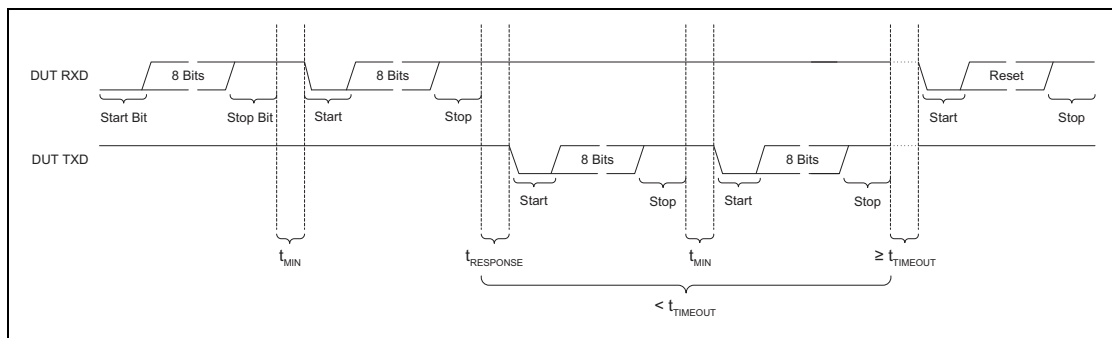 DUT RXD
8 Bits
8 Bits
Reset
Start Bit
Stop Bit
Start
Stop
Start
Stop
DUT TXD
8 Bits
8 Bits
Start
Stop
Start
Stop
tMIN
tRESPONSE
tMIN
≥ tTIMEOUT
< tTIMEOUT